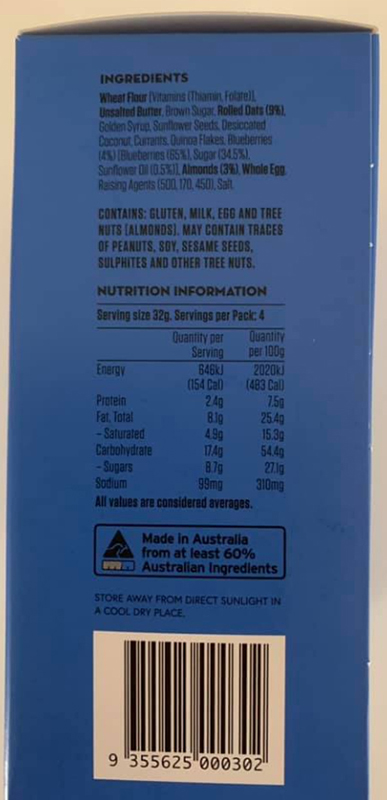 INGREDIENTS
Wheat Flour (Vitamins (Thiamin, Folate)),
Unsalted Butter, Brown Sugar, Rolled Oats (9%),
Golden Syrup, Sunflower Seeds, Desiccated
Coconut, Currants, Quinoa Flakes, Blueberries
(4%) [Blueberries (65%), Sugar (34.5%),
Sunflower Oil (0.5%)], Almonds (3%), Whole Egg,
Raising Agents (500, 170, 450), Salt.
CONTAINS: GLUTEN, MILK, EGG AND TREE
NUTS (ALMONDS). MAY CONTAIN TRACES
OF PEANUTS, SOY, SESAME SEEDS,
SULPHITES AND OTHER TREE NUTS.
NUTRITION INFORMATION
Serving size 32g. Servings per Pack: 4
Quantity per Quantity
Serving per 100g
Energy 646kJ 2020kJ
(154 Cal) (483 Cal)
Protein 2.4g 7.5g
Fat, Total 8.1g 25.4g
- Saturated 4.9g 15.3g
Carbohydrate 17.4g 54.4g
- Sugars 8.7g 27.1g
Sodium 99mg 310mg
All values are considered averages.
Made in Australia
from at least 60%
Australian Ingredients
STORE AWAY FROM DIRECT SUNLIGHT IN
A COOL DRY PLACE.
9 355625 000302